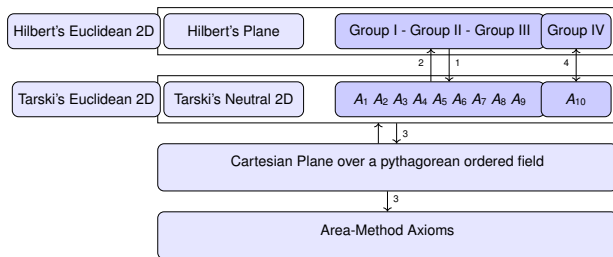 Hilbert's Euclidean 2D Hilbert's Plane Group I - Group II - Group III Group IV
2 1 4
Tarski's Euclidean 2D Tarski's Neutral 2D A1 A2 A3 A4 A5 A6 A7 A8 A9 A10
3
Cartesian Plane over a pythagorean ordered field
3
Area-Method Axioms